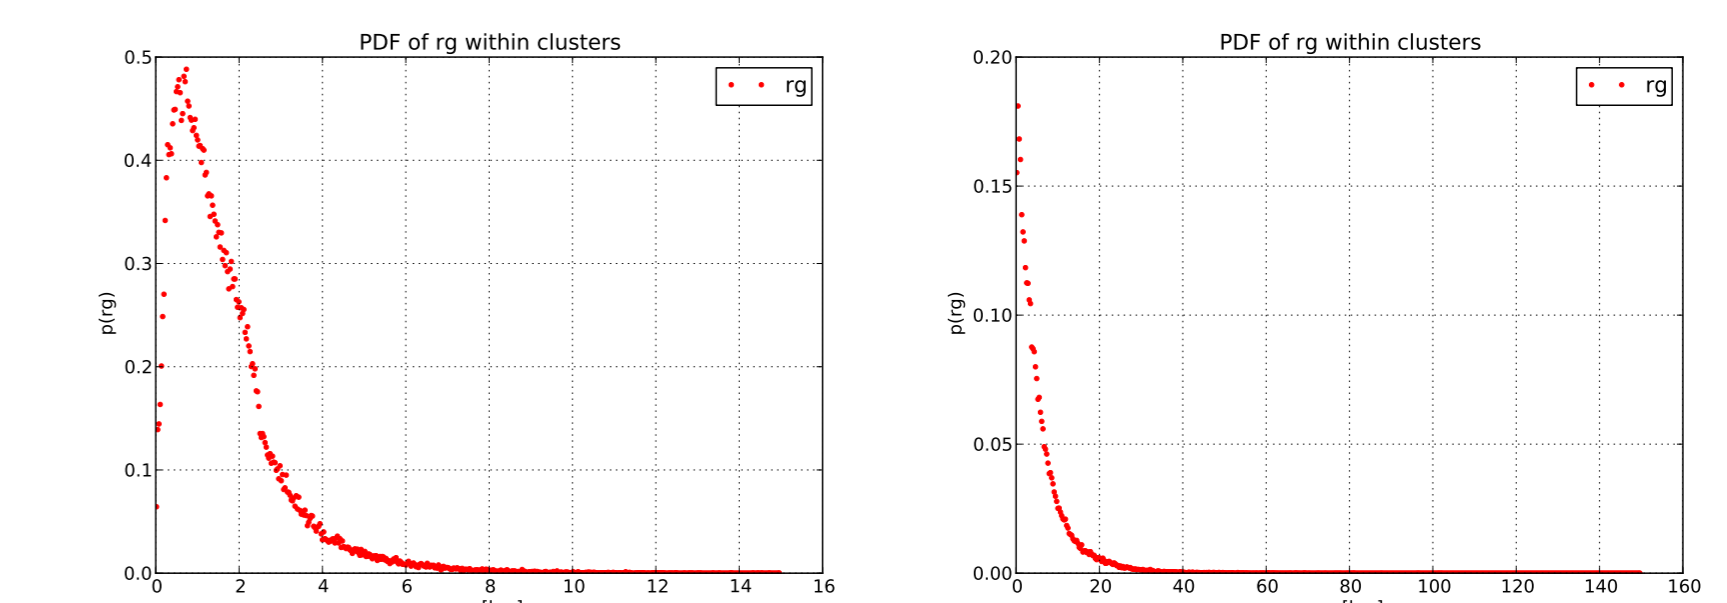 PDF of rg within clusters
0.5
0.4
0.3
0.2
0.1
0.0
p(rg)
rg
0 2 4 6 8 10 12 14 16
PDF of rg within clusters
0.20
0.15
0.10
0.05
0.00
p(rg)
rg
0 20 40 60 80 100 120 140 160